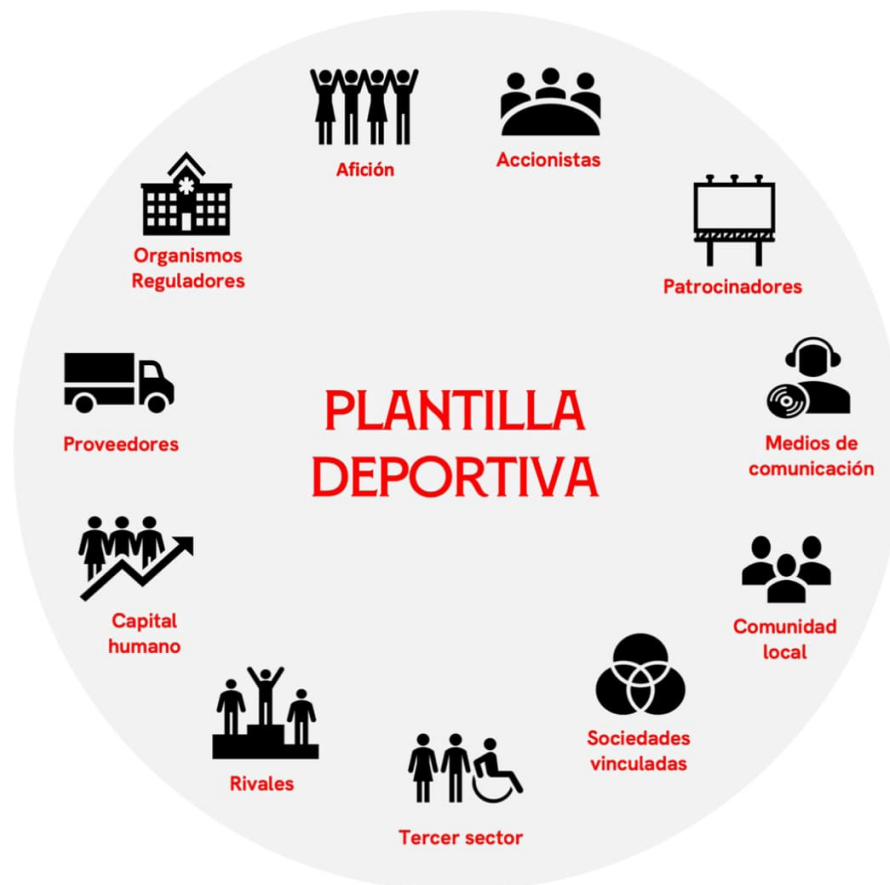 Afición
Accionistas
Organismos
Reguladores
Patrocinadores
PLANTILLA
DEPORTIVA
Proveedores
Medios de
comunicación
Capital
humano
Comunidad
local
Sociedades
vinculadas
Rivales
Tercer sector